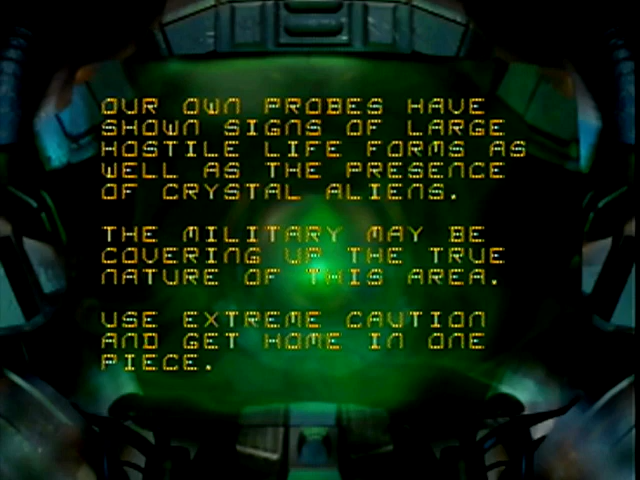 OUR OWN PROBES HAVE
SHOWN SIGNS OF LARGE
HOSTILE LIFE FORMS AS
WELL AS THE PRESENCE
OF CRYSTAL ALIENS.
THE MILITARY MAY BE
COVERING UP THE TRUE
NATURE OF THIS AREA.
USE EXTREME CAUTION
AND GET HOME IN ONE
PIECE.